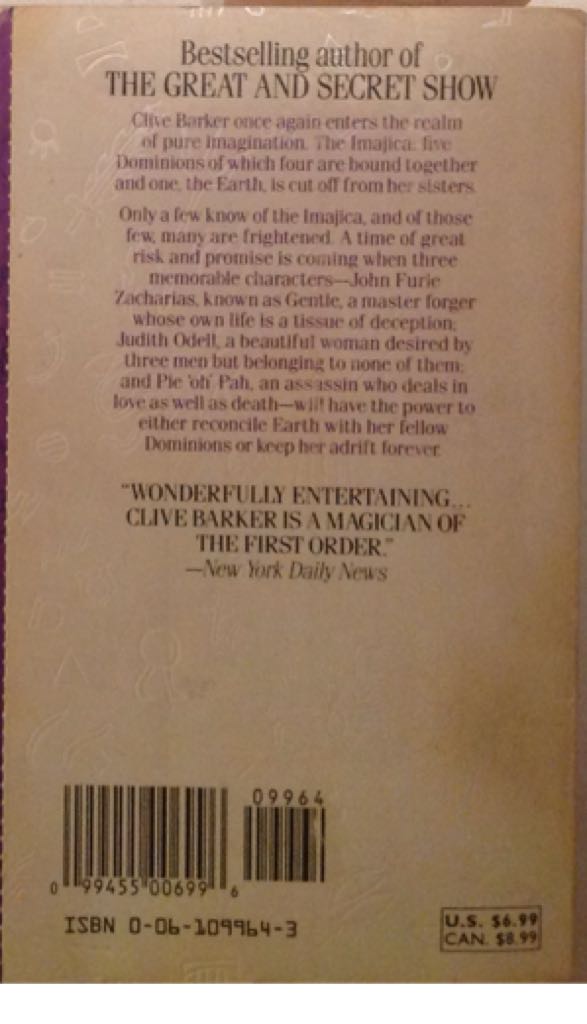 Bestselling author of
THE GREAT AND SECRET SHOW
Clive Barker once again enters the realm
of pure imagination. The Imajica: five
Dominions of which four are bound together
and one, the Earth, is cut off from her sisters.
Only a few know of the Imajica, and of those
few, many are frightened. A time of great
risk and promise is coming when three
memorable characters—John Furie
Zacharias, known as Gentle, a master forger
whose own life is a tissue of deception;
Judith Odell, a beautiful woman desired by
three men but belonging to none of them;
and Pie 'oh' Pah, an assassin who deals in
love as well as death—will have the power to
either reconcile Earth with her fellow
Dominions or keep her adrift forever.
"WONDERFULLY ENTERTAINING...
CLIVE BARKER IS A MAGICIAN OF
THE FIRST ORDER."
—New York Daily News
09964
0 99455 00699 6
ISBN 0-06-109964-3
U.S. $6.99
CAN. $8.99